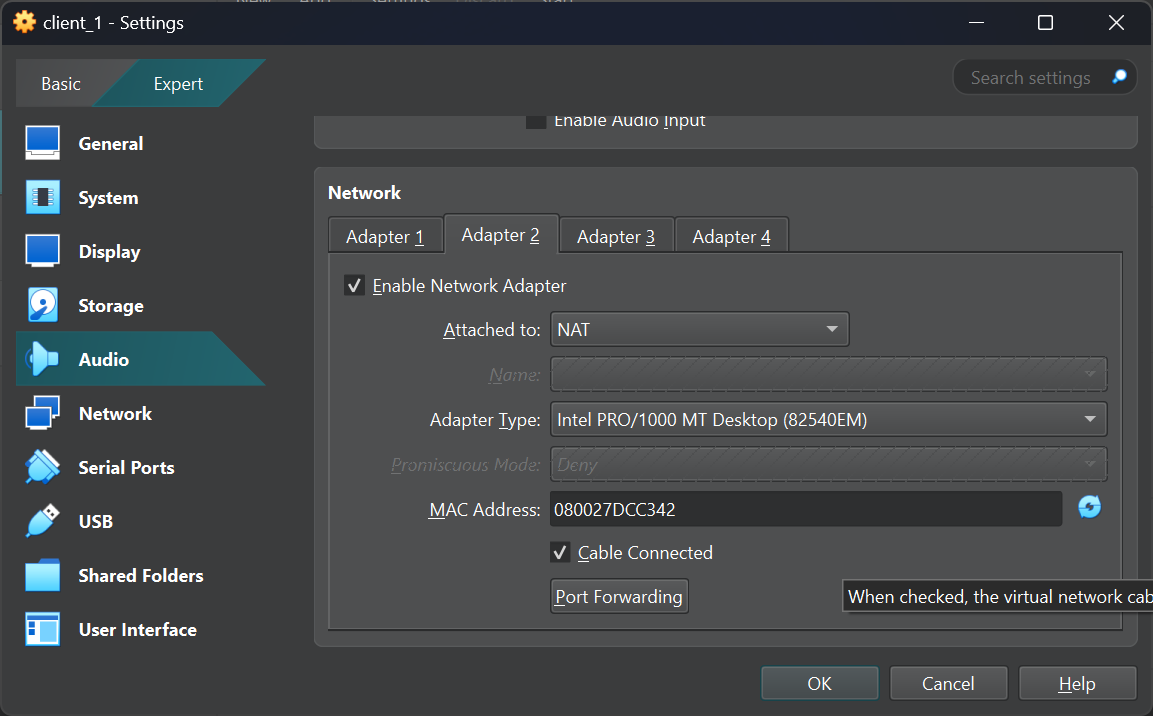 client_1 - Settings
Basic
Expert
Search settings
General
System
Display
Storage
Audio
Network
Serial Ports
USB
Shared Folders
User Interface
Enable Audio Input
Network
Adapter 1
Adapter 2
Adapter 3
Adapter 4
Enable Network Adapter
Attached to: NAT
Name:
Adapter Type: Intel PRO/1000 MT Desktop (82540EM)
Promiscuous Mode: Deny
MAC Address: 080027DCC342
Cable Connected
Port Forwarding
When checked, the virtual network cab
OK
Cancel
Help